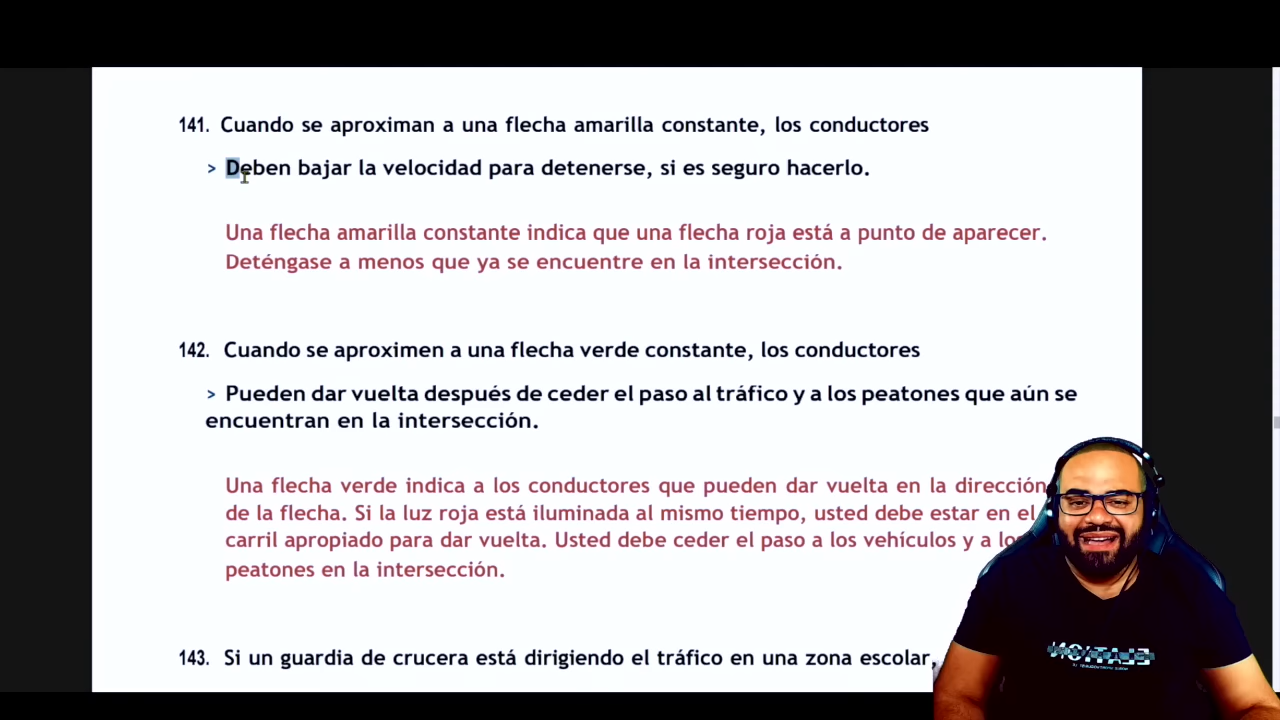 141. Cuando se aproximan a una flecha amarilla constante, los conductores
> Deben bajar la velocidad para detenerse, si es seguro hacerlo.
Una flecha amarilla constante indica que una flecha roja está a punto de aparecer.
Deténgase a menos que ya se encuentre en la intersección.
142. Cuando se aproximen a una flecha verde constante, los conductores
> Pueden dar vuelta después de ceder el paso al tráfico y a los peatones que aún se
encuentran en la intersección.
Una flecha verde indica a los conductores que pueden dar vuelta en la dirección
de la flecha. Si la luz roja está iluminada al mismo tiempo, usted debe estar en el
carril apropiado para dar vuelta. Usted debe ceder el paso a los vehículos y a
peatones en la intersección.
143. Si un guardia de crucera está dirigiendo el tráfico en una zona escolar,